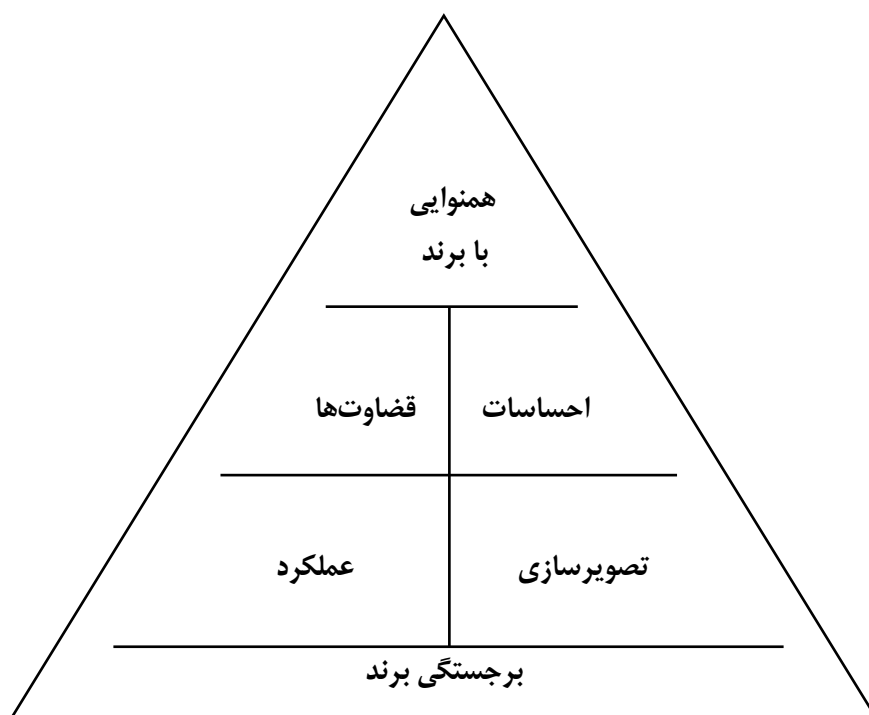 همنوایی
با برند
احساسات
قضاوت‌ها
تصویرسازی
عملکرد
برجستگی برند